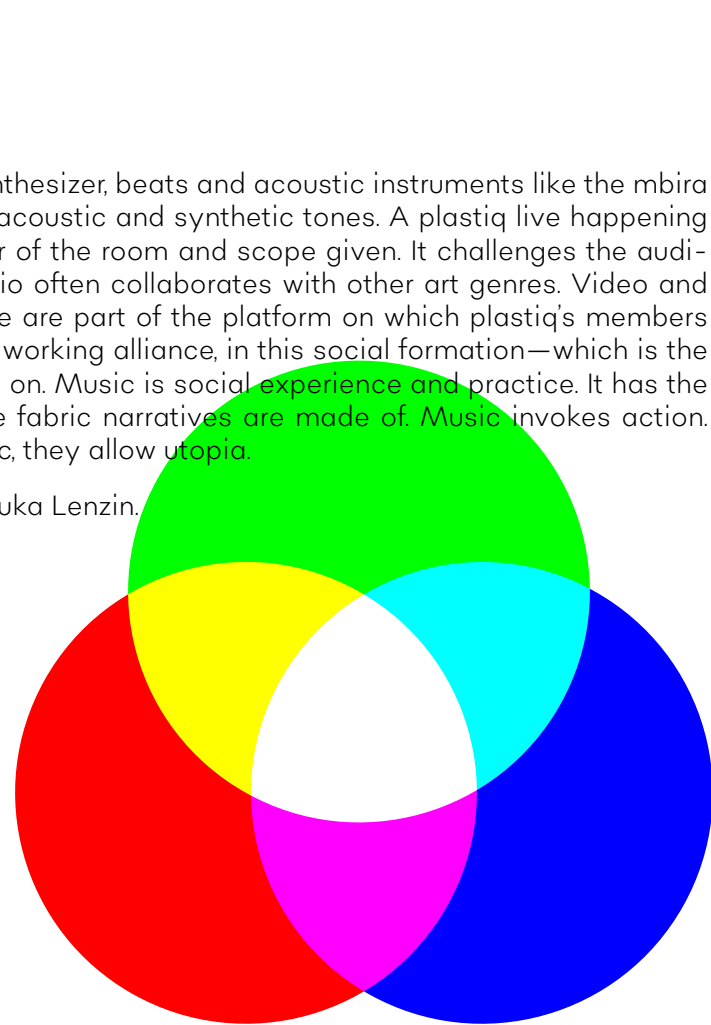 nthesizer, beats and acoustic instruments like the mbira
acoustic and synthetic tones. A plastiq live happening
r of the room and scope given. It challenges the audi-
io often collaborates with other art genres. Video and
e are part of the platform on which plastiq's members
working alliance, in this social formation—which is the
on. Music is social experience and practice. It has the
e fabric narratives are made of. Music invokes action.
c, they allow utopia.
uka Lenzin.